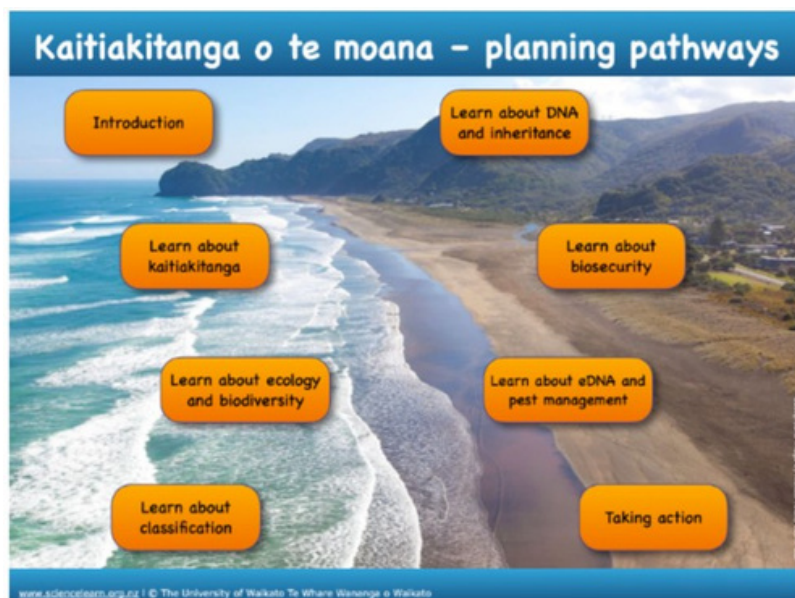 Kaitiakitanga o te moana – planning pathways
Introduction
Learn about
kaitiakitanga
Learn about ecology
and biodiversity
Learn about
classification
Learn about DNA
and inheritance
Learn about
biosecurity
Learn about eDNA and
pest management
Taking action
www.sciencelearn.org.nz | © The University of Waikato Te Whare Wananga o Waikato